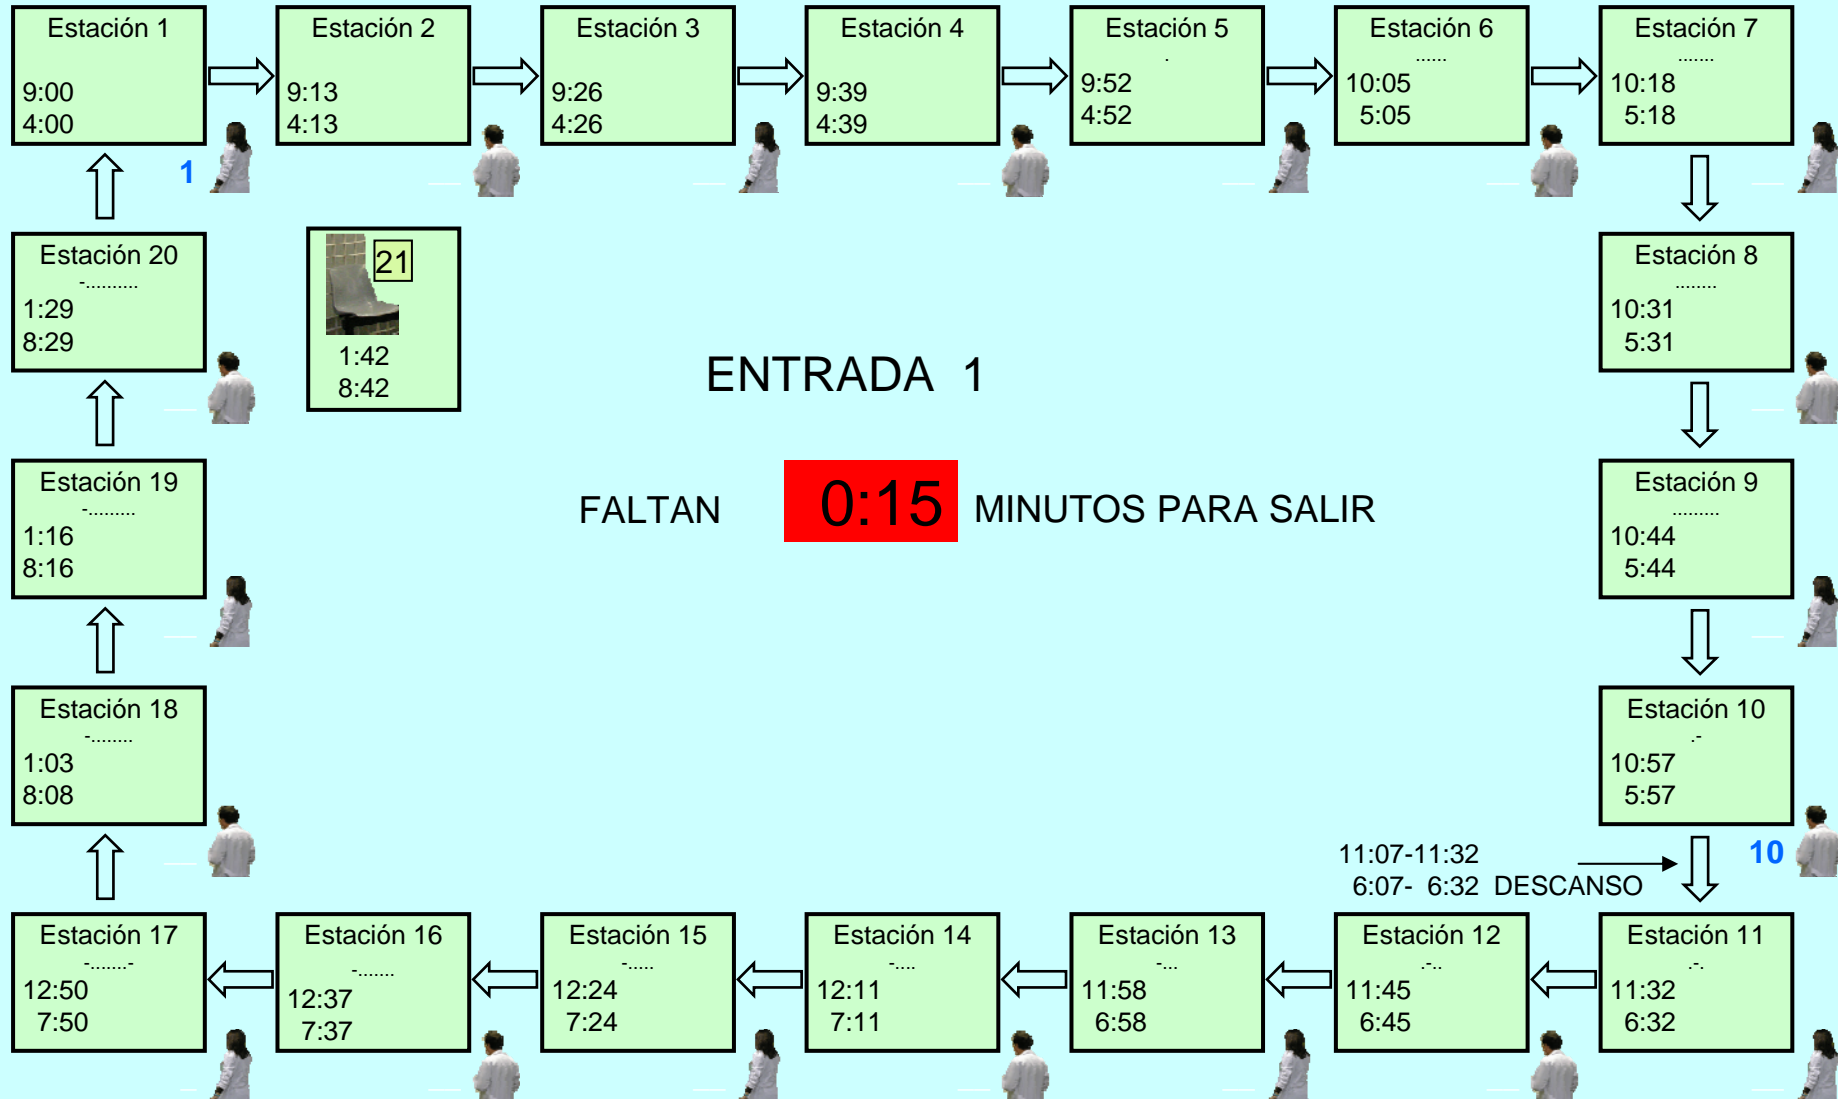 Estación 1
9:00
4:00
1
Estación 2
9:13
4:13
Estación 3
9:26
4:26
Estación 4
9:39
4:39
Estación 5
.
9:52
4:52
Estación 6
......
10:05
5:05
Estación 7
.......
10:18
5:18
Estación 20
-..........
1:29
8:29
21
1:42
8:42
Estación 8
........
10:31
5:31
ENTRADA 1
FALTAN 0:15 MINUTOS PARA SALIR
Estación 19
-.........
1:16
8:16
Estación 9
.........
10:44
5:44
Estación 18
-........
1:03
8:08
Estación 10
.-
10:57
5:57
10
11:07-11:32
6:07- 6:32 DESCANSO
Estación 17
-.......-
12:50
7:50
Estación 16
-.......
12:37
7:37
Estación 15
-.....
12:24
7:24
Estación 14
-....
12:11
7:11
Estación 13
-...
11:58
6:58
Estación 12
.-..
11:45
6:45
Estación 11
.-.
11:32
6:32